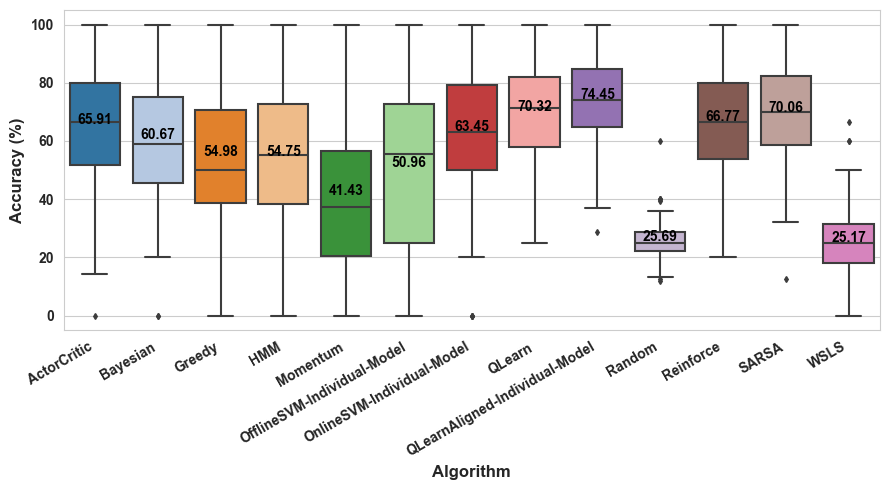 100
80
60
40
20
0
Accuracy (%)
65.91
60.67
54.98
54.75
41.43
50.96
63.45
70.32
74.45
25.69
66.77
70.06
25.17
ActorCritic
Bayesian
Greedy
HMM
Momentum
OfflineSVM-Individual-Model
OnlineSVM-Individual-Model
QLearn
QLearnAligned-Individual-Model
Random
Reinforce
SARSA
WSLS
Algorithm